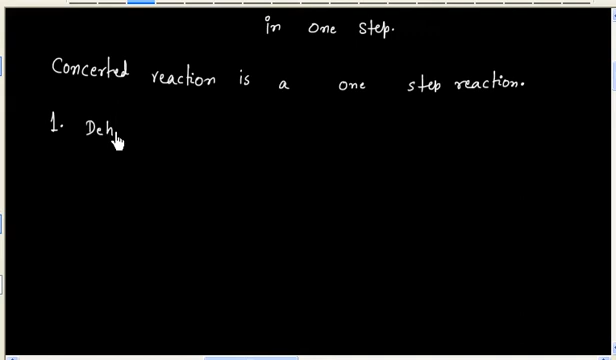 in one step.
Concerted reaction is a one step reaction.
1. Deh